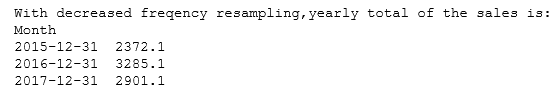 With decreased freqency resampling,yearly total of the sales is:
Month
2015-12-31  2372.1
2016-12-31  3285.1
2017-12-31  2901.1